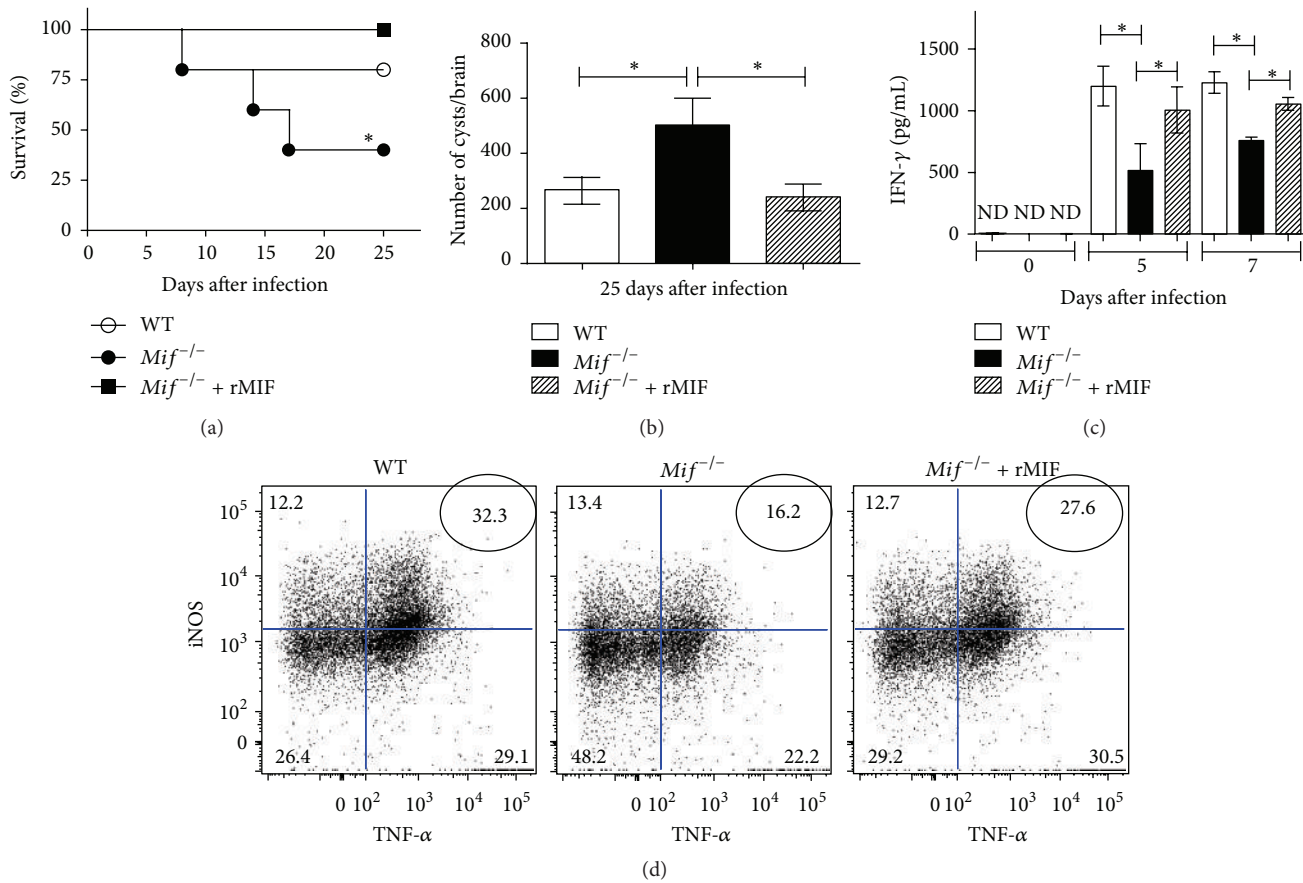 100
75
50
25
0
Survival (%)
*
0 5 10 15 20 25
Days after infection
WT
Mif−/−
Mif−/− + rMIF
(a)
800
600
400
200
0
Number of cysts/brain
* *
25 days after infection
WT
Mif−/−
Mif−/− + rMIF
(b)
1500
1000
500
0
IFN-γ (pg/mL)
* *
* *
ND ND ND
0 5 7
Days after infection
WT
Mif−/−
Mif−/− + rMIF
(c)
WT
12.2 32.3
26.4 29.1
Mif−/−
13.4 16.2
48.2 22.2
Mif−/− + rMIF
12.7 27.6
29.2 30.5
10⁵
10⁴
10³
10²
0
iNOS
0 10² 10³ 10⁴ 10⁵
TNF-α
0 10² 10³ 10⁴ 10⁵
TNF-α
0 10² 10³ 10⁴ 10⁵
TNF-α
(d)